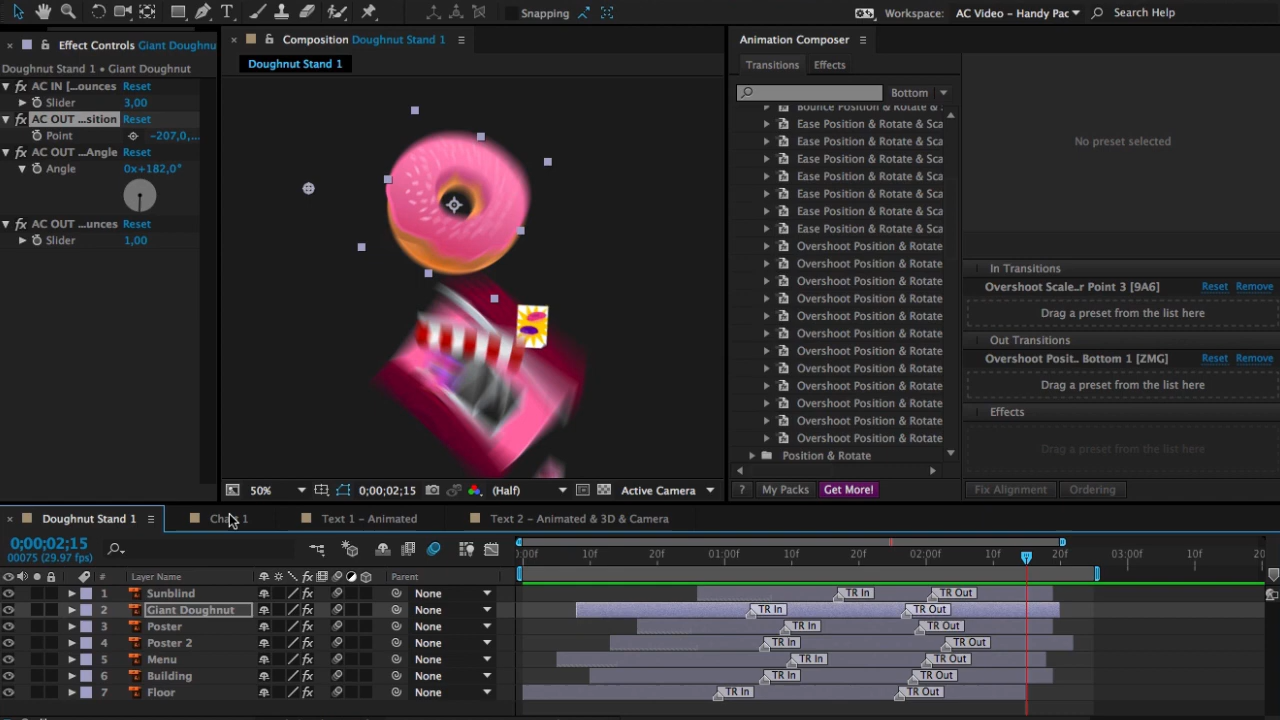 Snapping
Workspace: AC Video - Handy Pac
Search Help
Effect Controls Giant Doughnu
Doughnut Stand 1 • Giant Doughnut
AC IN [...ounces Reset
Slider 3,00
AC OUT ...sition Reset
Point -207,0,...
AC OUT ...Angle Reset
Angle 0x+182,0°
AC OUT ...unces Reset
Slider 1,00
Composition Doughnut Stand 1
Doughnut Stand 1
50%
0;00;02;15
(Half)
Active Camera
Animation Composer
Transitions Effects
Bottom
Bounce Position & Rotate &
Ease Position & Rotate & Sca
Ease Position & Rotate & Sca
Ease Position & Rotate & Sca
Ease Position & Rotate & Sca
Ease Position & Rotate & Sca
Ease Position & Rotate & Sca
Ease Position & Rotate & Sca
Overshoot Position & Rotate
Overshoot Position & Rotate
Overshoot Position & Rotate
Overshoot Position & Rotate
Overshoot Position & Rotate
Overshoot Position & Rotate
Overshoot Position & Rotate
Overshoot Position & Rotate
Overshoot Position & Rotate
Overshoot Position & Rotate
Overshoot Position & Rotate
Overshoot Position & Rotate
Position & Rotate
? My Packs Get More!
No preset selected
In Transitions
Overshoot Scale...r Point 3 [9A6] Reset Remove
Drag a preset from the list here
Out Transitions
Overshoot Posit.. Bottom 1 [ZMG] Reset Remove
Drag a preset from the list here
Effects
Drag a preset from the list here
Fix Alignment Ordering
Doughnut Stand 1
Text 1 - Animated
Text 2 - Animated & 3D & Camera
0;00;02;15
00075 (29.97 fps)
:00f 10f 20f 01:00f 10f 20f 02:00f 10f 20f 03:00f 10f 20
# Layer Name Parent
1 Sunblind None TR In TR Out
2 Giant Doughnut None TR In TR Out
3 Poster None TR In TR Out
4 Poster 2 None TR In TR Out
5 Menu None TR In TR Out
6 Building None TR In TR Out
7 Floor None TR In TR Out